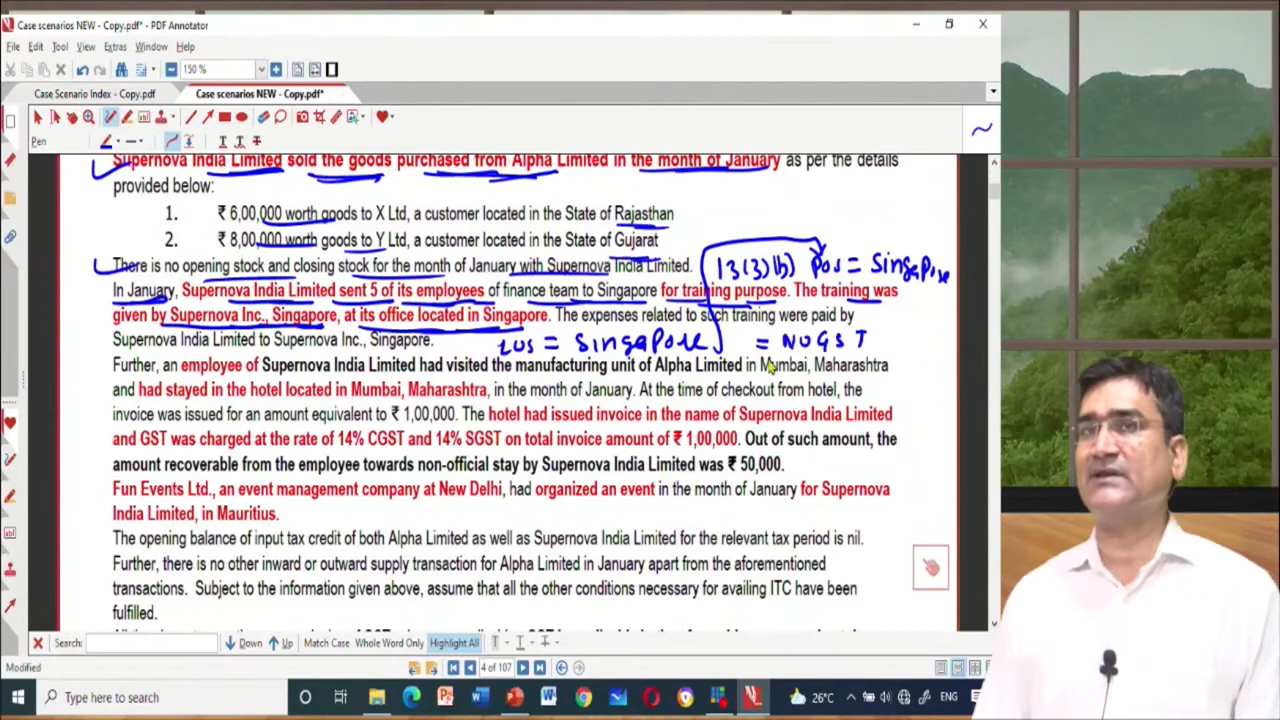 Case scenarios NEW - Copy.pdf* - PDF Annotator
File Edit Tool View Extras Window Help
150 %
Case Scenario Index - Copy.pdf Case scenarios NEW - Copy.pdf*
Pen
Supernova India Limited sold the goods purchased from Alpha Limited in the month of January as per the details
provided below:
1. ₹ 6,00,000 worth goods to X Ltd, a customer located in the State of Rajasthan
2. ₹ 8,00,000 worth goods to Y Ltd, a customer located in the State of Gujarat
There is no opening stock and closing stock for the month of January with Supernova India Limited.
13(3)(b) POS = Singapore
In January, Supernova India Limited sent 5 of its employees of finance team to Singapore for training purpose. The training was
given by Supernova Inc., Singapore, at its office located in Singapore. The expenses related to such training were paid by
Supernova India Limited to Supernova Inc., Singapore.
LOS = Singapore = NO GST
Further, an employee of Supernova India Limited had visited the manufacturing unit of Alpha Limited in Mumbai, Maharashtra
and had stayed in the hotel located in Mumbai, Maharashtra, in the month of January. At the time of checkout from hotel, the
invoice was issued for an amount equivalent to ₹ 1,00,000. The hotel had issued invoice in the name of Supernova India Limited
and GST was charged at the rate of 14% CGST and 14% SGST on total invoice amount of ₹ 1,00,000. Out of such amount, the
amount recoverable from the employee towards non-official stay by Supernova India Limited was ₹ 50,000.
Fun Events Ltd., an event management company at New Delhi, had organized an event in the month of January for Supernova
India Limited, in Mauritius.
The opening balance of input tax credit of both Alpha Limited as well as Supernova India Limited for the relevant tax period is nil.
Further, there is no other inward or outward supply transaction for Alpha Limited in January apart from the aforementioned
transactions. Subject to the information given above, assume that all the other conditions necessary for availing ITC have been
fulfilled.
Search: Down Up Match Case Whole Word Only Highlight All
Modified 4 of 107
Type here to search 26°C ENG